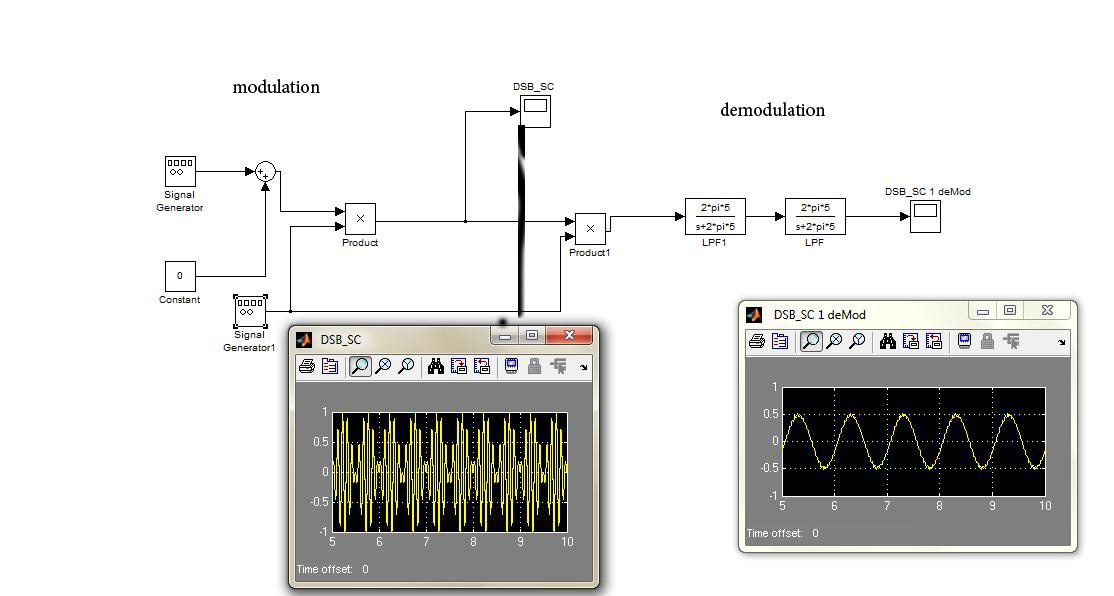 modulation
DSB_SC
demodulation
Signal
Generator
+
+
×
Product
×
Product1
2*pi*5
s+2*pi*5
LPF1
2*pi*5
s+2*pi*5
LPF
DSB_SC 1 deMod
0
Constant
Signal
Generator1
DSB_SC
1
0.5
0
-0.5
-1
5 6 7 8 9 10
Time offset: 0
DSB_SC 1 deMod
1
0.5
0
-0.5
-1
5 6 7 8 9 10
Time offset: 0